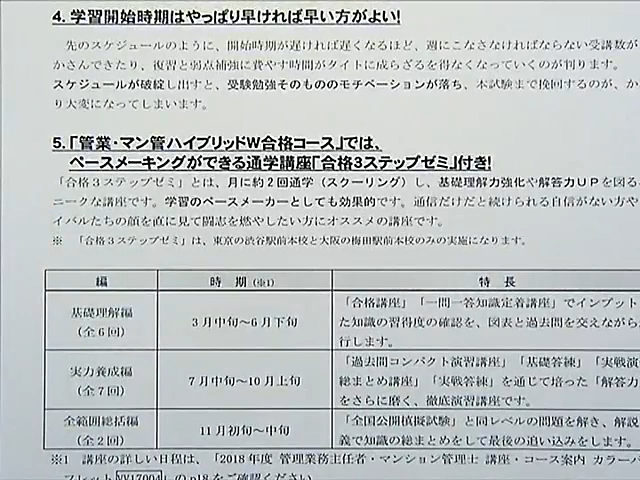 4. 学習開始時期はやっぱり早ければ早い方がよい!
先のスケジュールのように、開始時期が遅ければ遅くなるほど、週にこなさなければならない受講数が
かさんできたり、復習と弱点補強に費やす時間がタイトに成らざるを得なくなっていくのが判ります。
スケジュールが破綻し出すと、受験勉強そのもののモチベーションが落ち、本試験まで挽回するのが、か
り大変になってしまいます。
5.「管業・マン管ハイブリッドW合格コース」では、
ペースメーキングができる通学講座「合格3ステップゼミ」付き!
「合格3ステップゼミ」とは、月に約2回通学(スクーリング)し、基礎理解力強化や解答力UPを図る
ニークな講座です。学習のペースメーカーとしても効果的です。通信だけだと続けられる自信がない方や
イバルたちの顔を直に見て闘志を燃やしたい方にオススメの講座です。
※ 「合格3ステップゼミ」は、東京の渋谷駅前本校と大阪の梅田駅前本校のみの実施になります。
編 時 期(※1) 特 長
基礎理解編
(全6回)
3月中旬~6月下旬
「合格講座」「一問一答知識定着講座」でインプット
た知識の習得度の確認を、図表と過去問を交えながら
行します。
実力養成編
(全7回)
7月中旬~10月上旬
「過去問コンパクト演習講座」「基礎答練」「実戦演
総まとめ講座」「実戦答練」を通じて培った「解答力
をさらに磨く、徹底演習講座です。
全範囲総括編
(全2回)
11月初旬~中旬
「全国公開模擬試験」と同レベルの問題を解き、解説
義で知識の総まとめをして最後の追い込みをします。
※1 講座の詳しい日程は、「2018年度 管理業務主任者・マンション管理士 講座・コース案内 カラーパ
フレット VV17004」の p18 をご確認ください